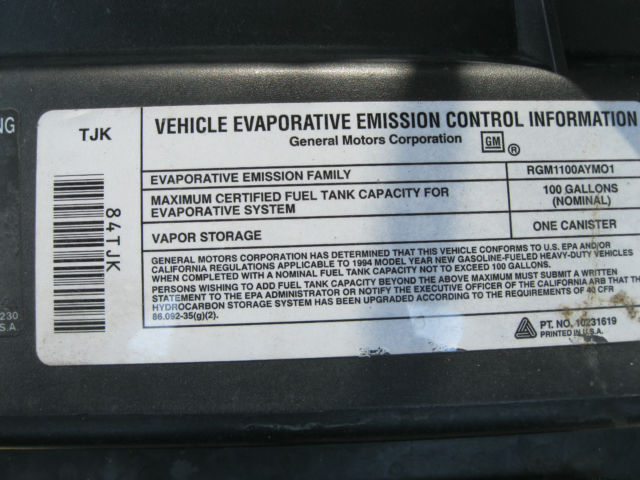 NG
230
S.A.
TJK
84TJK
VEHICLE EVAPORATIVE EMISSION CONTROL INFORMATION
General Motors Corporation GM ®
EVAPORATIVE EMISSION FAMILY RGM1100AYMO1
MAXIMUM CERTIFIED FUEL TANK CAPACITY FOR EVAPORATIVE SYSTEM 100 GALLONS (NOMINAL)
VAPOR STORAGE ONE CANISTER
GENERAL MOTORS CORPORATION HAS DETERMINED THAT THIS VEHICLE CONFORMS TO U.S. EPA AND/OR
CALIFORNIA REGULATIONS APPLICABLE TO 1994 MODEL YEAR NEW GASOLINE-FUELED HEAVY-DUTY VEHICLES
WHEN COMPLETED WITH A NOMINAL FUEL TANK CAPACITY NOT TO EXCEED 100 GALLONS.
PERSONS WISHING TO ADD FUEL TANK CAPACITY BEYOND THE ABOVE MAXIMUM MUST SUBMIT A WRITTEN
STATEMENT TO THE EPA ADMINISTRATOR OR NOTIFY THE EXECUTIVE OFFICER OF THE CALIFORNIA ARB THAT THE
HYDROCARBON STORAGE SYSTEM HAS BEEN UPGRADED ACCORDING TO THE REQUIREMENTS OF 40 CFR
86.092-35(g)(2).
PT. NO. 10231619
PRINTED IN U.S.A.